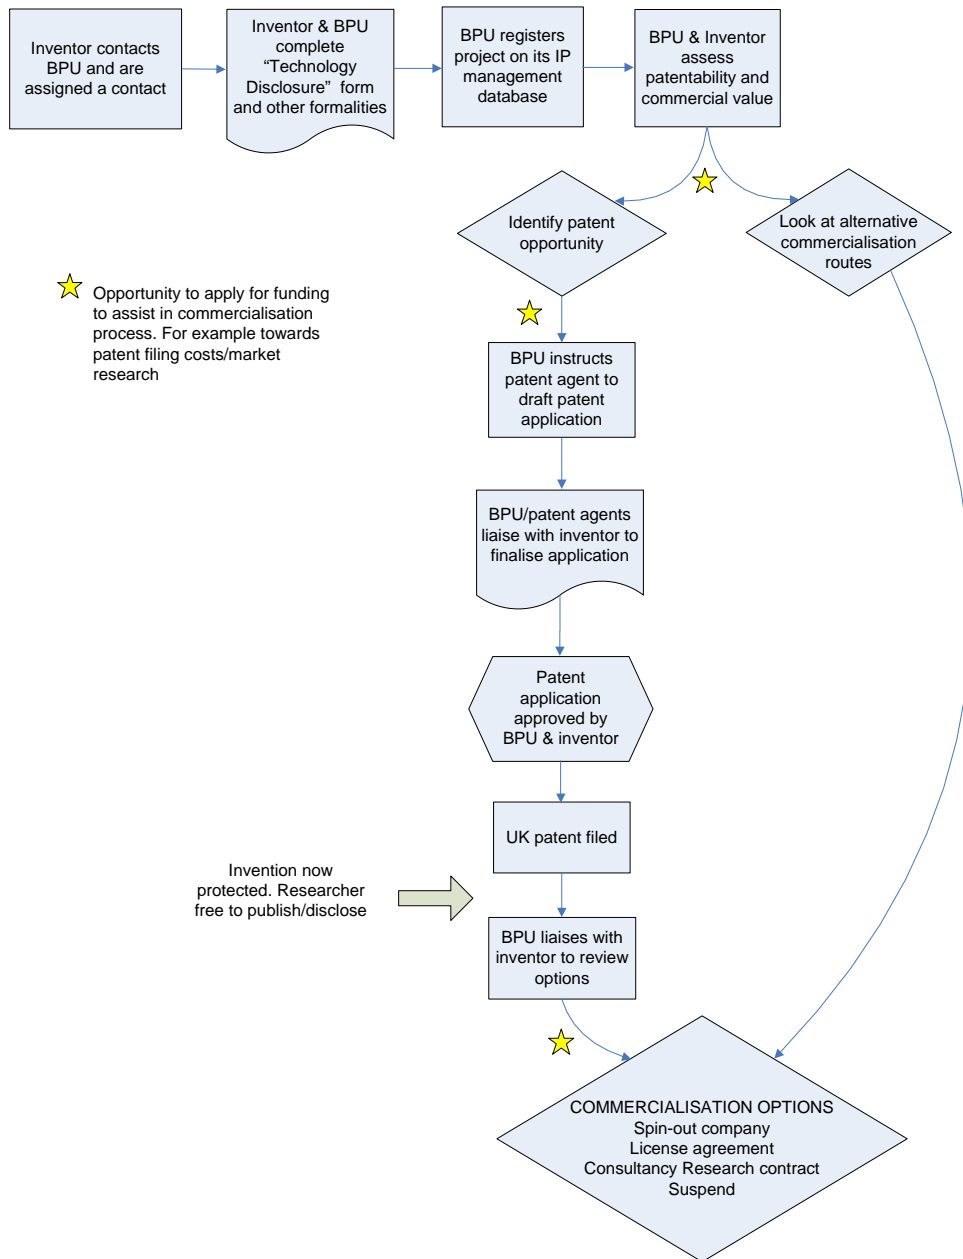 Inventor contacts
BPU and are
assigned a contact
Inventor & BPU
complete
“Technology
Disclosure”  form
and other formalities
BPU registers
project on its IP
management
database
BPU & Inventor
assess
patentability and
commercial value
Identify patent
opportunity
Look at alternative
commercialisation
routes
Opportunity to apply for funding
to assist in commercialisation
process. For example towards
patent filing costs/market
research
BPU instructs
patent agent to
draft patent
application
BPU/patent agents
liaise with inventor to
finalise application
Patent
application
approved by
BPU & inventor
UK patent filed
Invention now
protected. Researcher
free to publish/disclose
BPU liaises with
inventor to review
options
COMMERCIALISATION OPTIONS
Spin-out company
License agreement
Consultancy Research contract
Suspend